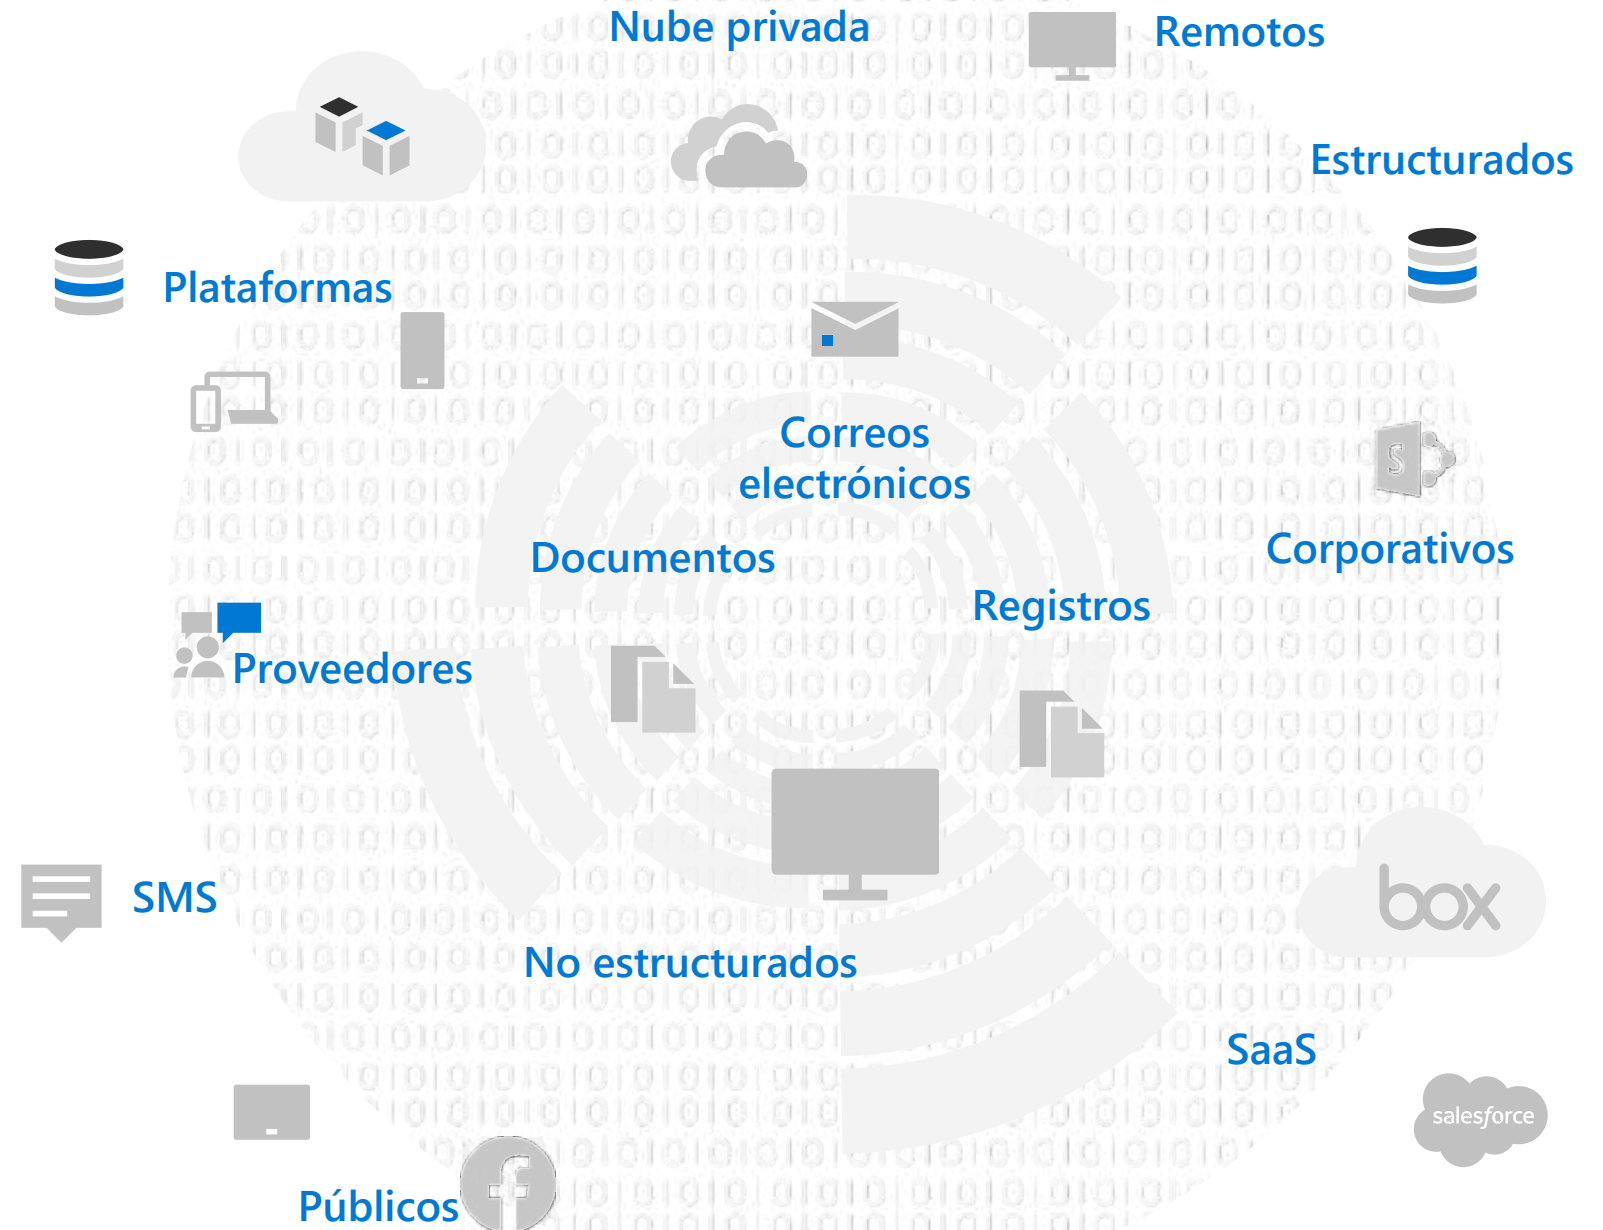 Nube privada
Remotos
Estructurados
Plataformas
Correos
electrónicos
S
Documentos
Corporativos
Registros
Proveedores
SMS
box
No estructurados
SaaS
salesforce
Públicos
f